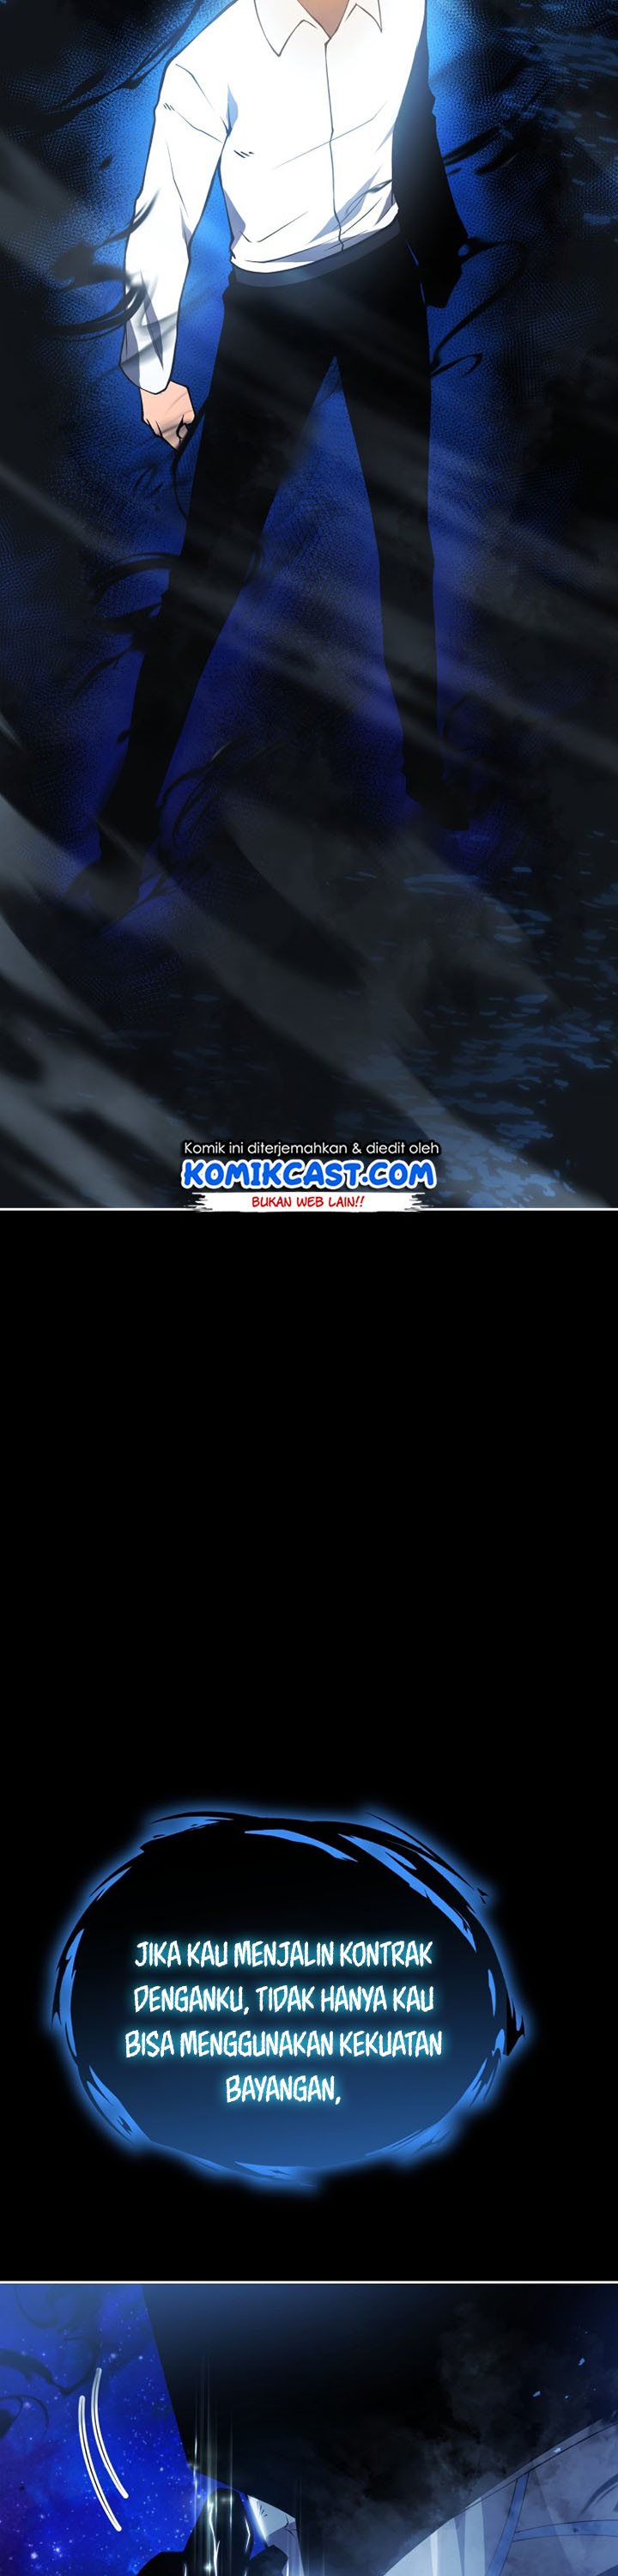 Komik ini diterjemahkan & diedit oleh
KOMIKCAST.COM
BUKAN WEB LAIN!!
JIKA KAU MENJALIN KONTRAK
DENGANKU, TIDAK HANYA KAU
BISA MENGGUNAKAN KEKUATAN
BAYANGAN,